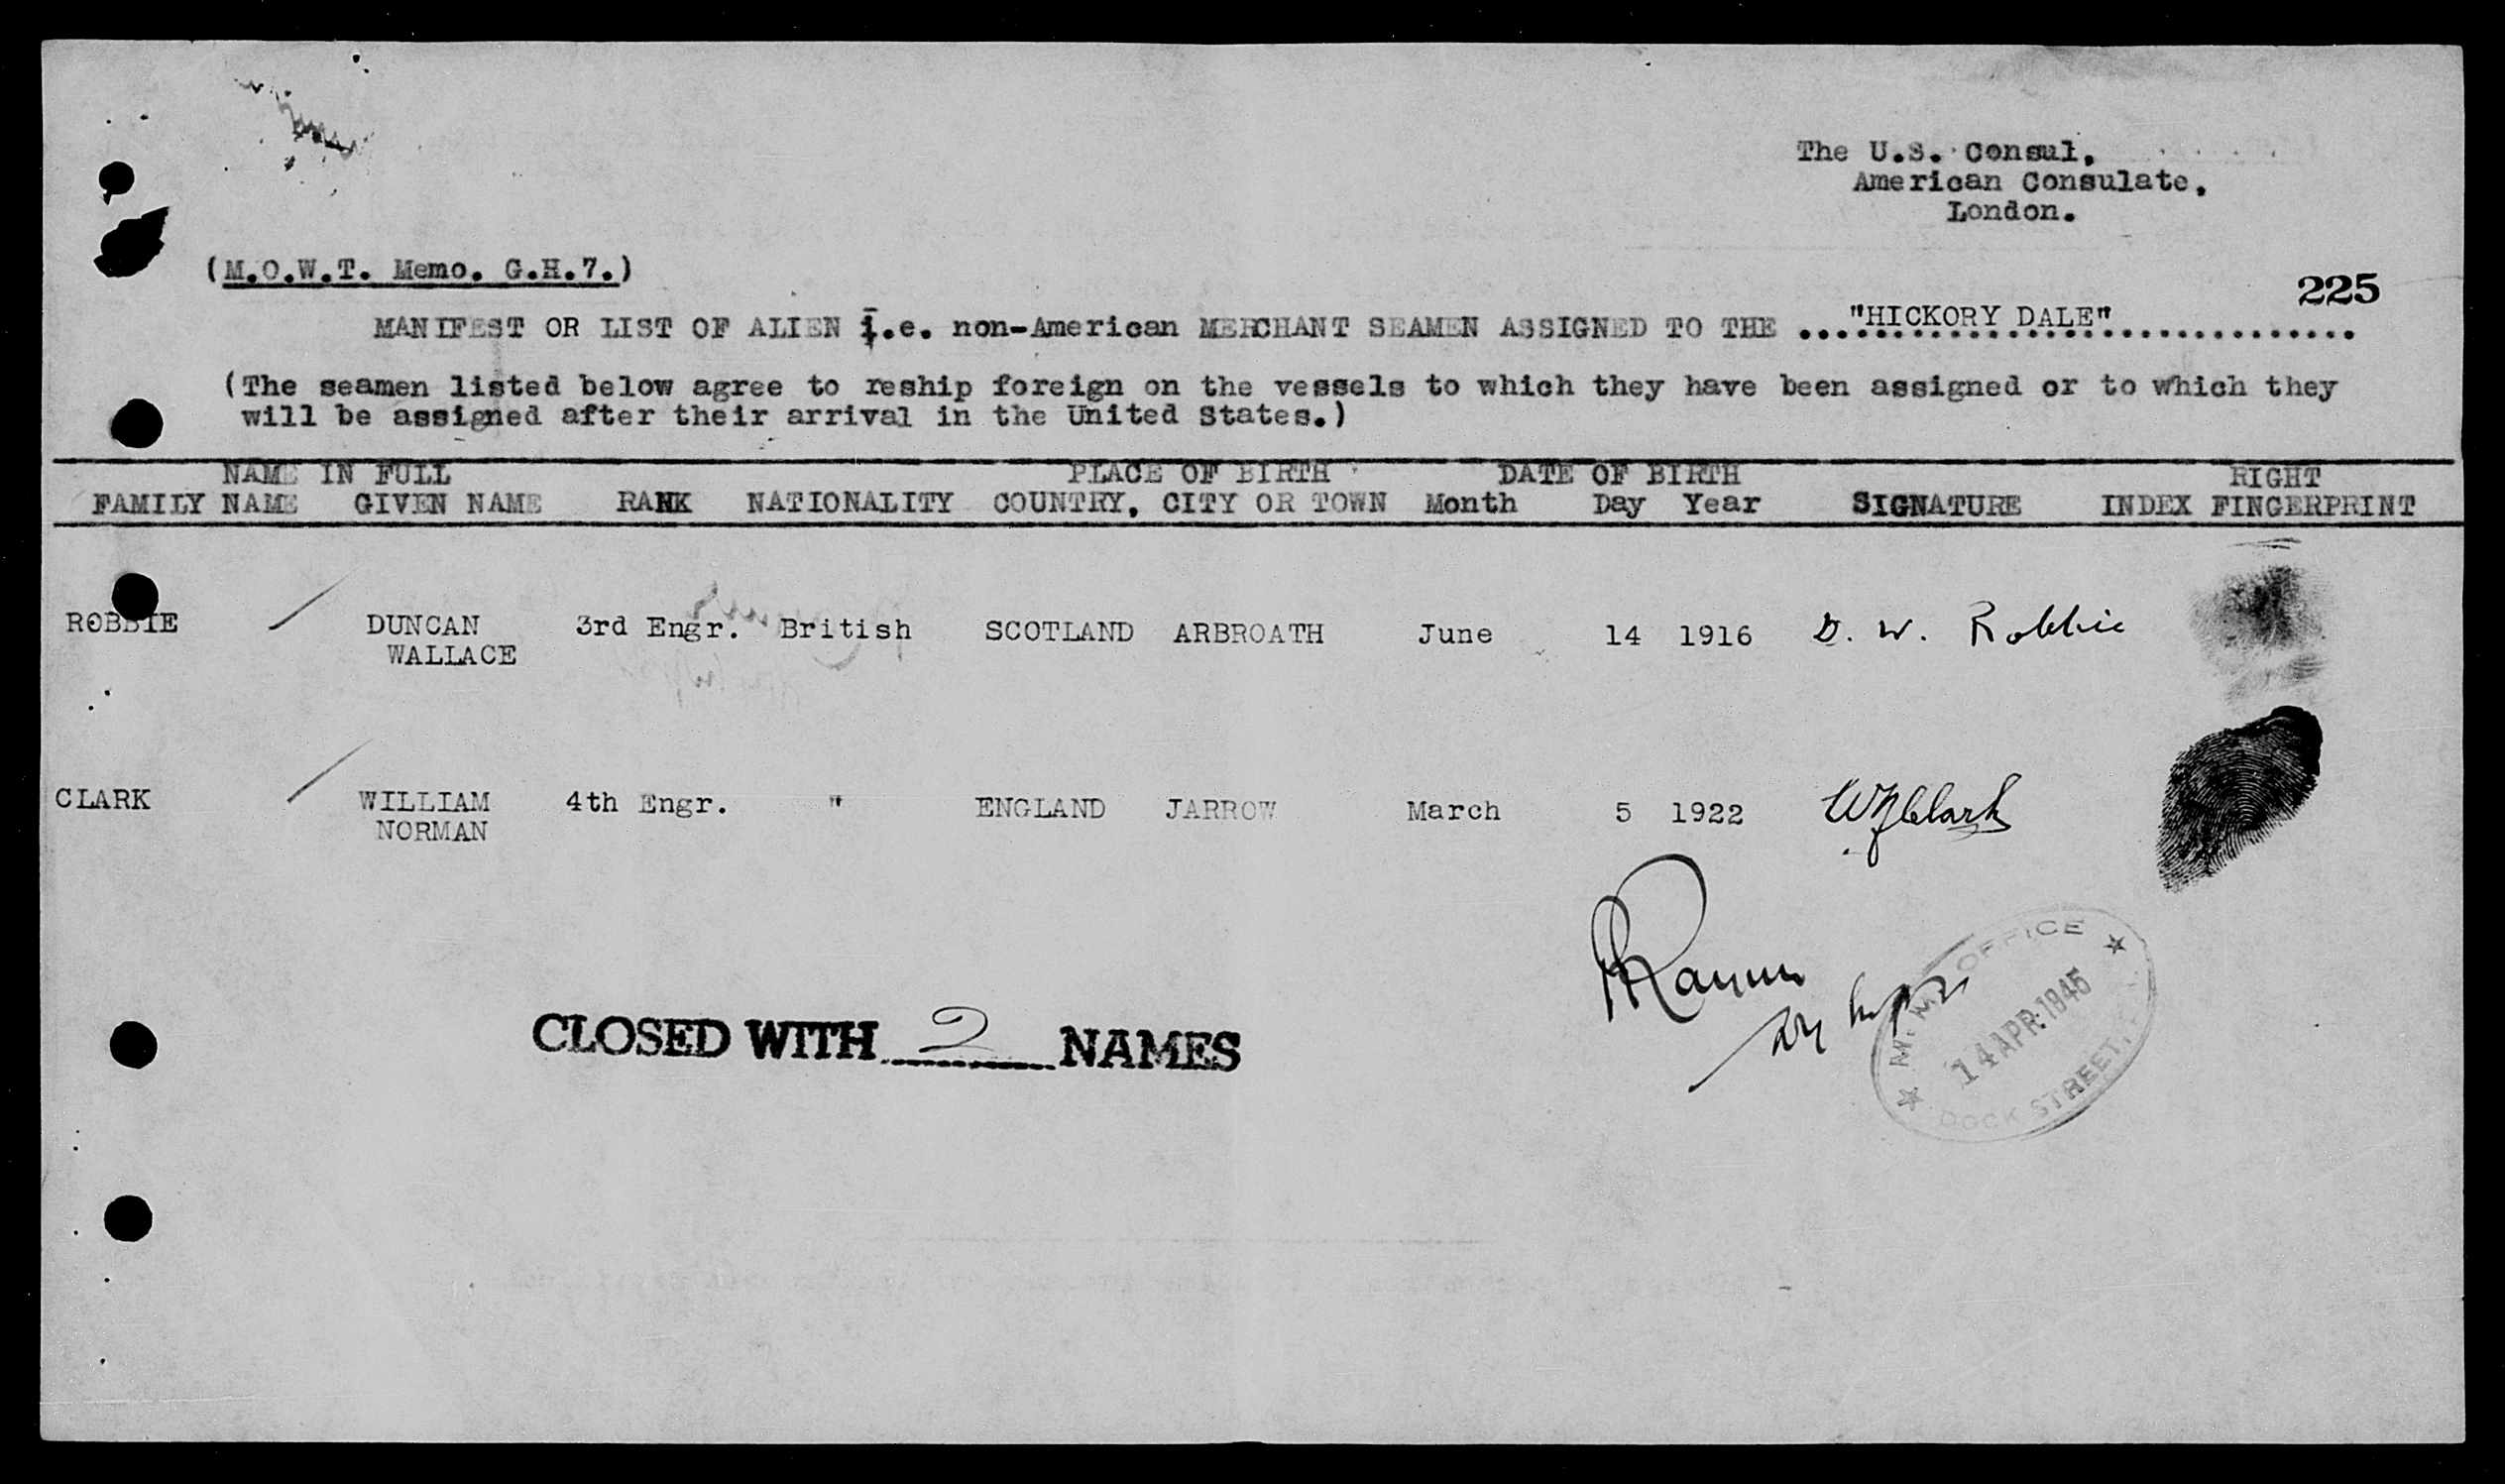 The U.S. Consul,
American Consulate,
London.
(M.O.W.T. Memo. G.H.7.)
225
MANIFEST OR LIST OF ALIEN i.e. non-American MERCHANT SEAMEN ASSIGNED TO THE ..."HICKORY DALE"..............
(The seamen listed below agree to reship foreign on the vessels to which they have been assigned or to which they
will be assigned after their arrival in the United States.)
NAME IN FULL PLACE OF BIRTH DATE OF BIRTH RIGHT
FAMILY NAME GIVEN NAME RANK NATIONALITY COUNTRY, CITY OR TOWN Month Day Year SIGNATURE INDEX FINGERPRINT
ROBBIE DUNCAN 3rd Engr. British SCOTLAND ARBROATH June 14 1916 D. W. Robbie
WALLACE
CLARK WILLIAM 4th Engr. " ENGLAND JARROW March 5 1922 W N Clark
NORMAN
CLOSED WITH 2 NAMES
M. M. OFFICE
14 APR 1945
DOCK STREET,